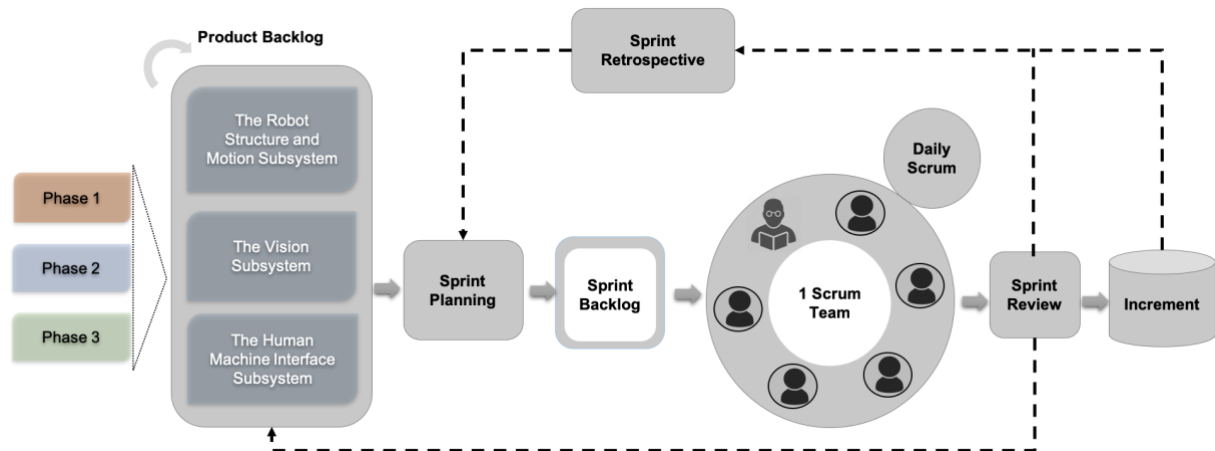 Product Backlog
The Robot
Structure and
Motion Subsystem
The Vision
Subsystem
The Human
Machine Interface
Subsystem
Phase 1
Phase 2
Phase 3
Sprint
Planning
Sprint
Backlog
Sprint
Retrospective
1 Scrum
Team
Daily
Scrum
Sprint
Review
Increment